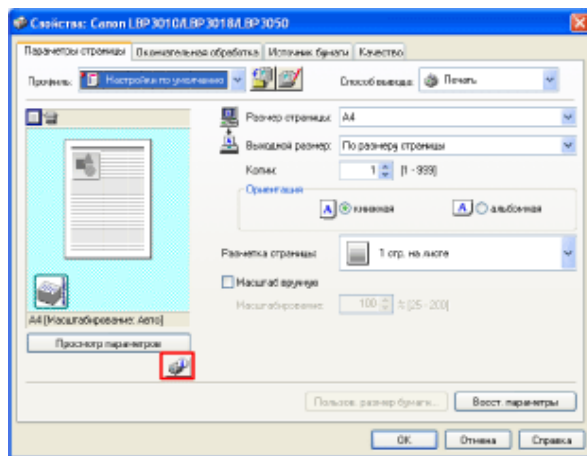 Свойства: Canon LBP3010/LBP3018/LBP3050
Параметры страницы Окончательная обработка Источник бумаги Качество
Профиль: Настройки по умолчанию Способ вывода: Печать
Размер страницы: A4
Выходной размер: По размеру страницы
Копии: 1 [1 - 999]
Ориентация
A книжная A альбомная
Разметка страницы: 1 стр. на листе
Масштаб вручную
Масштабирование: 100 % [25 - 200]
A4 [Масштабирование: Авто]
Просмотр параметров
Пользов. размер бумаги... Восст. параметры
OK Отмена Справка